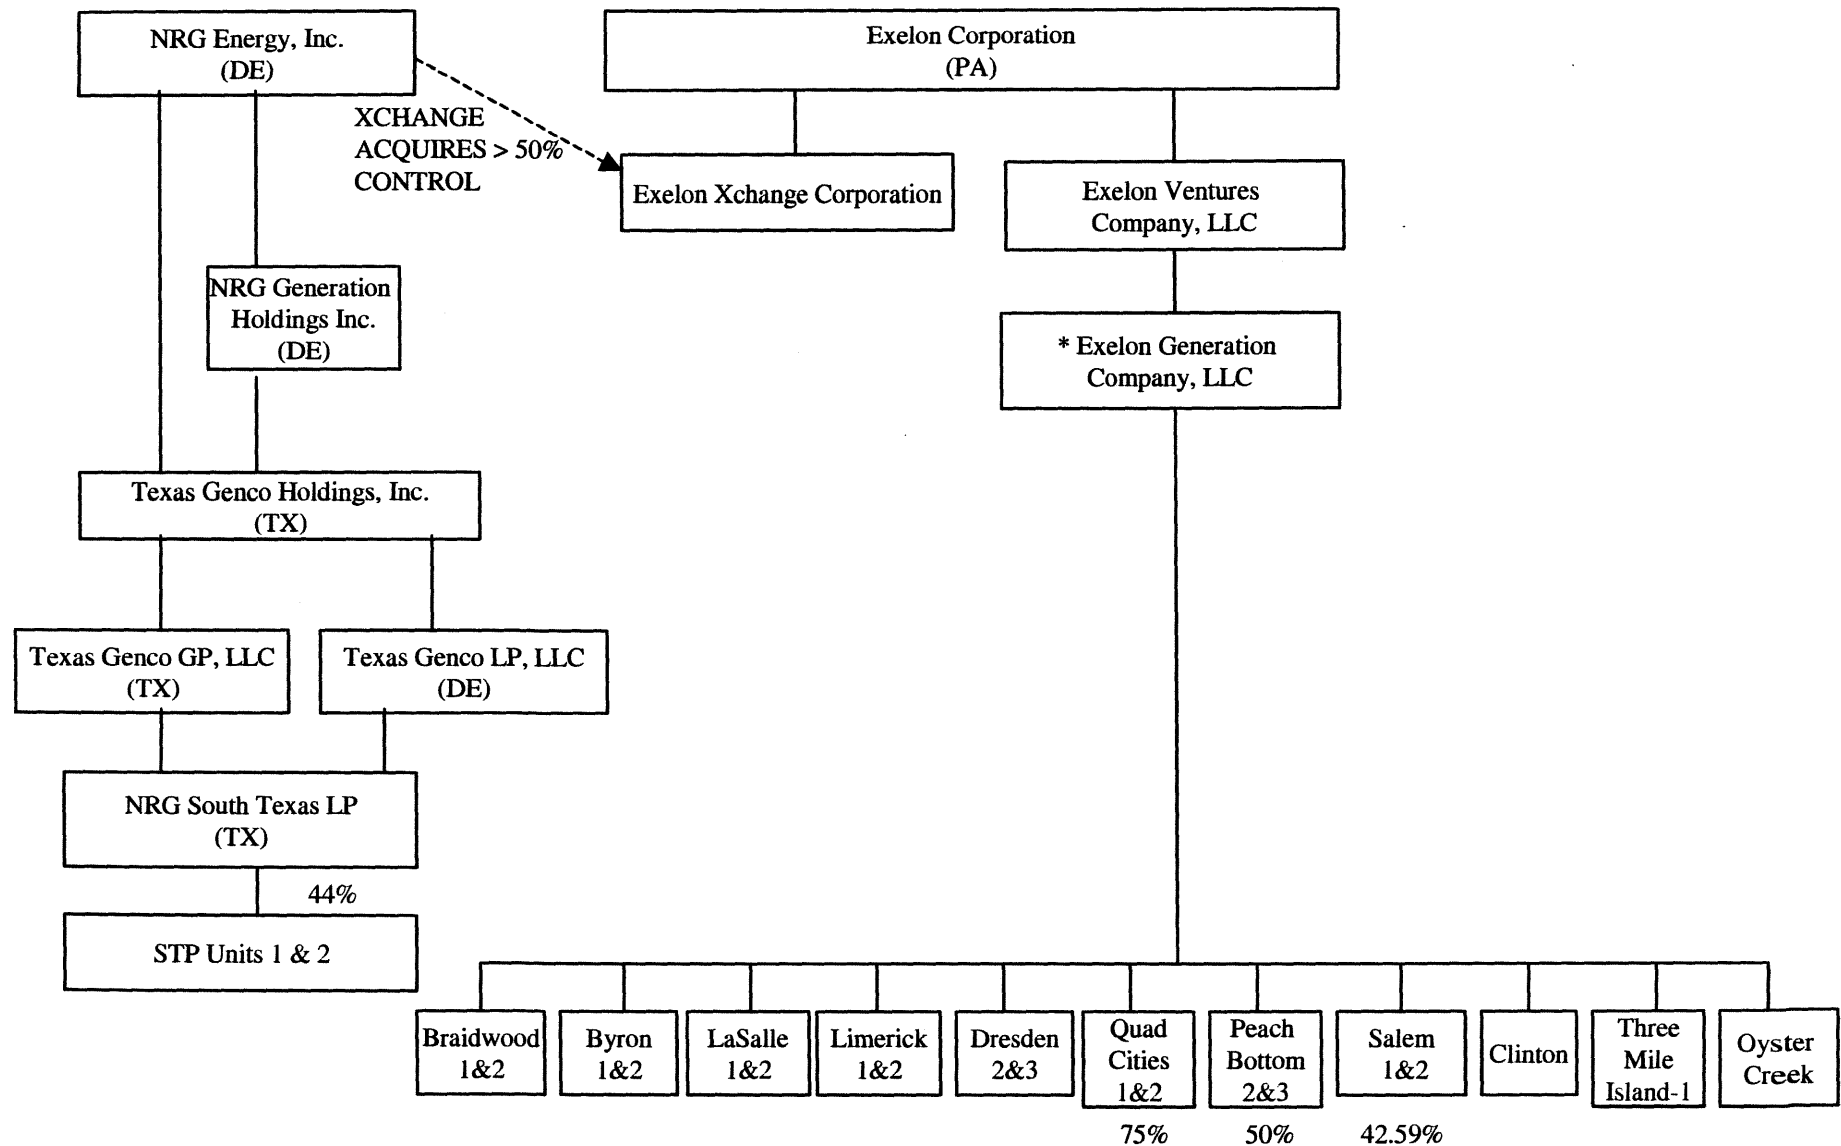 NRG Energy, Inc.
(DE)
Exelon Corporation
(PA)
XCHANGE
ACQUIRES > 50%
CONTROL
Exelon Xchange Corporation
Exelon Ventures
Company, LLC
NRG Generation
Holdings Inc.
(DE)
* Exelon Generation
Company, LLC
Texas Genco Holdings, Inc.
(TX)
Texas Genco GP, LLC
(TX)
Texas Genco LP, LLC
(DE)
NRG South Texas LP
(TX)
44%
STP Units 1 & 2
Braidwood
1&2
Byron
1&2
LaSalle
1&2
Limerick
1&2
Dresden
2&3
Quad
Cities
1&2
75%
Peach
Bottom
2&3
50%
Salem
1&2
42.59%
Clinton
Three
Mile
Island-1
Oyster
Creek